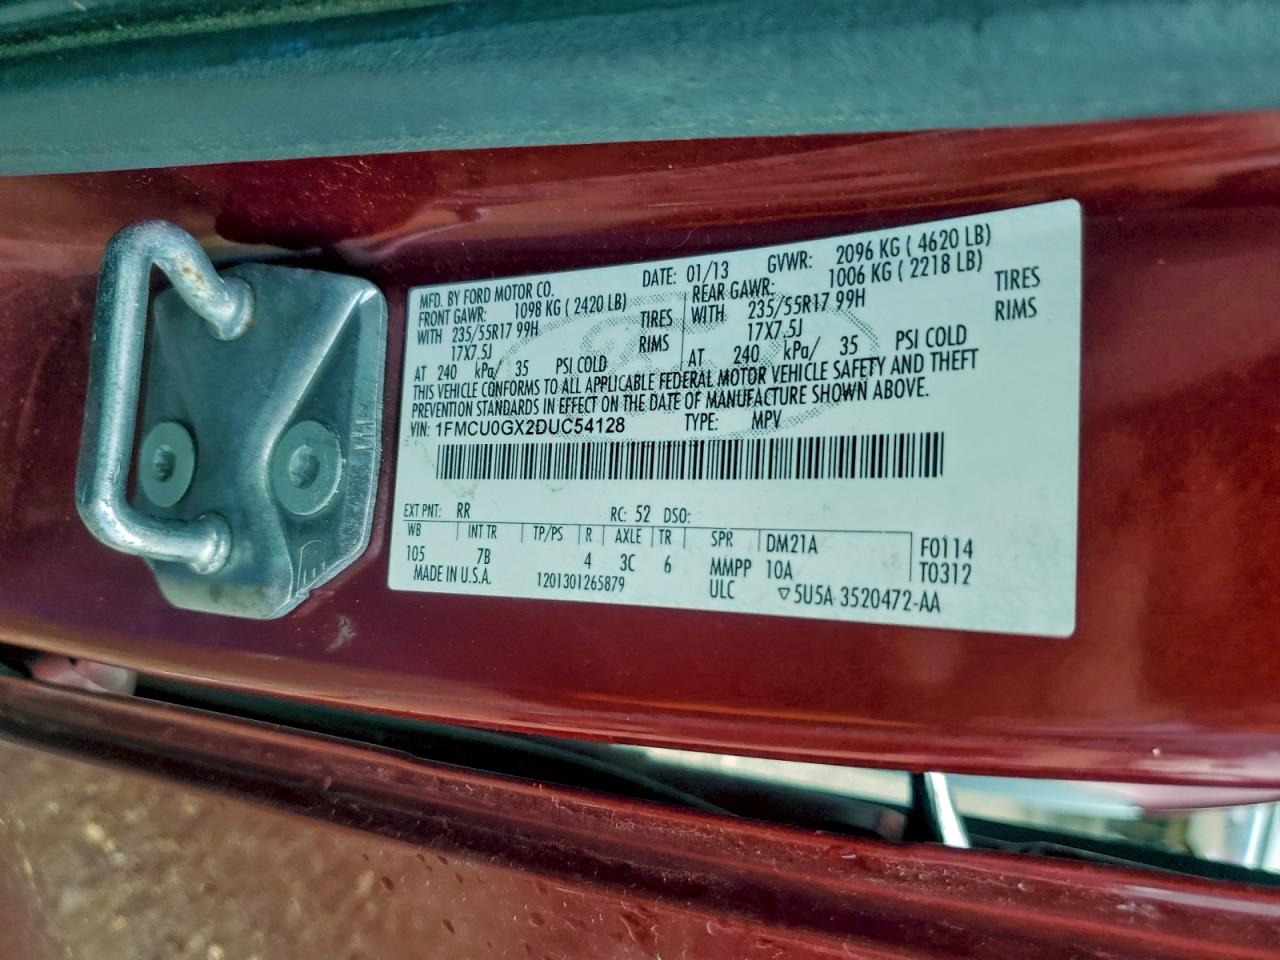 MFD. BY FORD MOTOR CO.
DATE: 01/13 GVWR: 2096 KG ( 4620 LB)
FRONT GAWR: 1098 KG ( 2420 LB)
REAR GAWR: 1006 KG ( 2218 LB)
WITH 235/55R17 99H TIRES
WITH 235/55R17 99H TIRES
17X7.5J RIMS
17X7.5J RIMS
AT 240 kPa/ 35 PSI COLD
AT 240 kPa/ 35 PSI COLD
THIS VEHICLE CONFORMS TO ALL APPLICABLE FEDERAL MOTOR VEHICLE SAFETY AND THEFT
PREVENTION STANDARDS IN EFFECT ON THE DATE OF MANUFACTURE SHOWN ABOVE.
VIN: 1FMCU0GX2DUC54128 TYPE: MPV
EXT PNT: RR RC: 52 DSO:
WB INT TR TP/PS R AXLE TR SPR DM21A F0114
105 7B 4 3C 6 MMPP 10A T0312
MADE IN U.S.A. 1201301265879 ULC ▽5U5A-3520472-AA